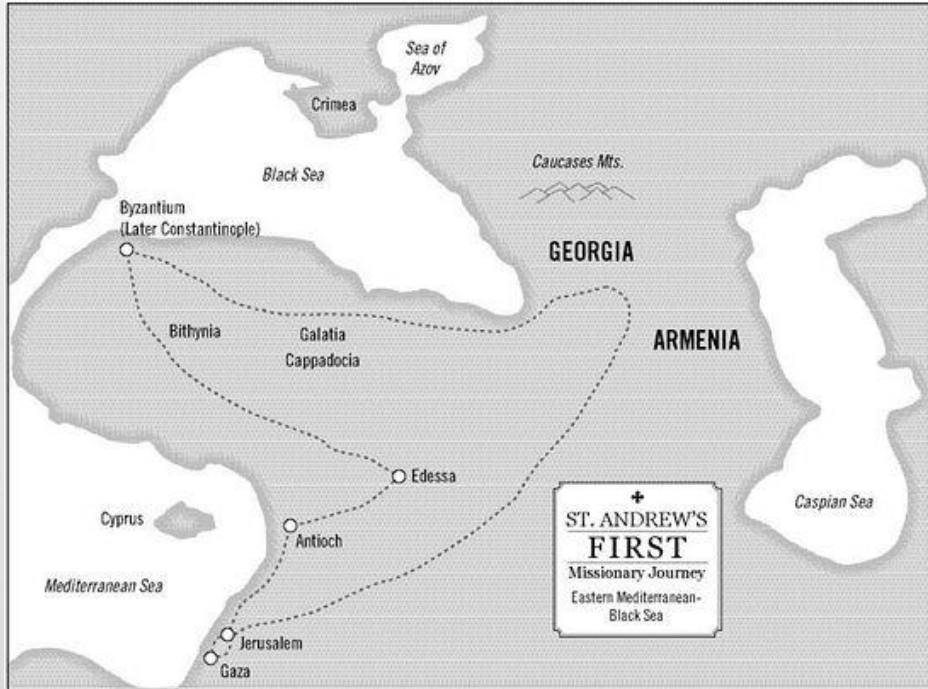 Sea of
Azov
Crimea
Caucases Mts.
Black Sea
Byzantium
(Later Constantinople)
GEORGIA
Bithynia
Galatia
Cappadocia
ARMENIA
Edessa
Cyprus
Antioch
Caspian Sea
ST. ANDREW'S
FIRST
Missionary Journey
Eastern Mediterranean-
Black Sea
Mediterranean Sea
Jerusalem
Gaza